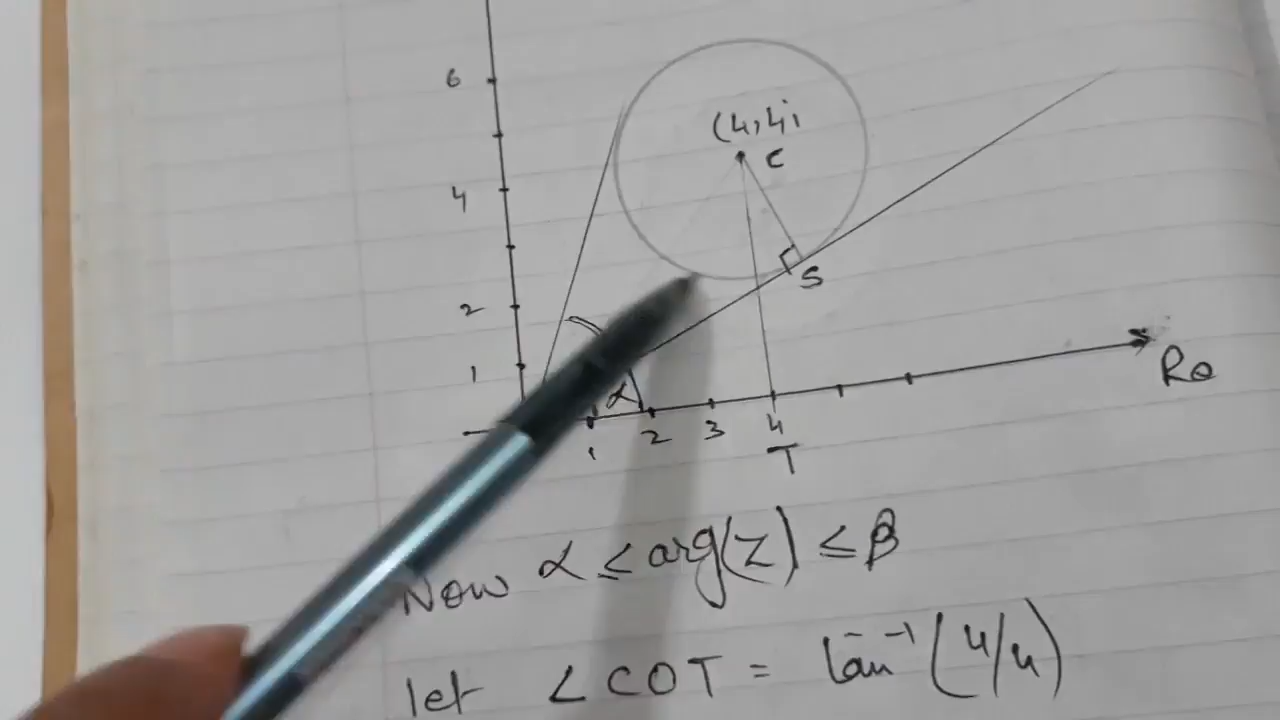 6
(4,4i
C
4
S
2
1
α
Re
1 2 3 4
T
Now α ≤ arg(z) ≤ β
let ∠COT = tan⁻¹(4/4)